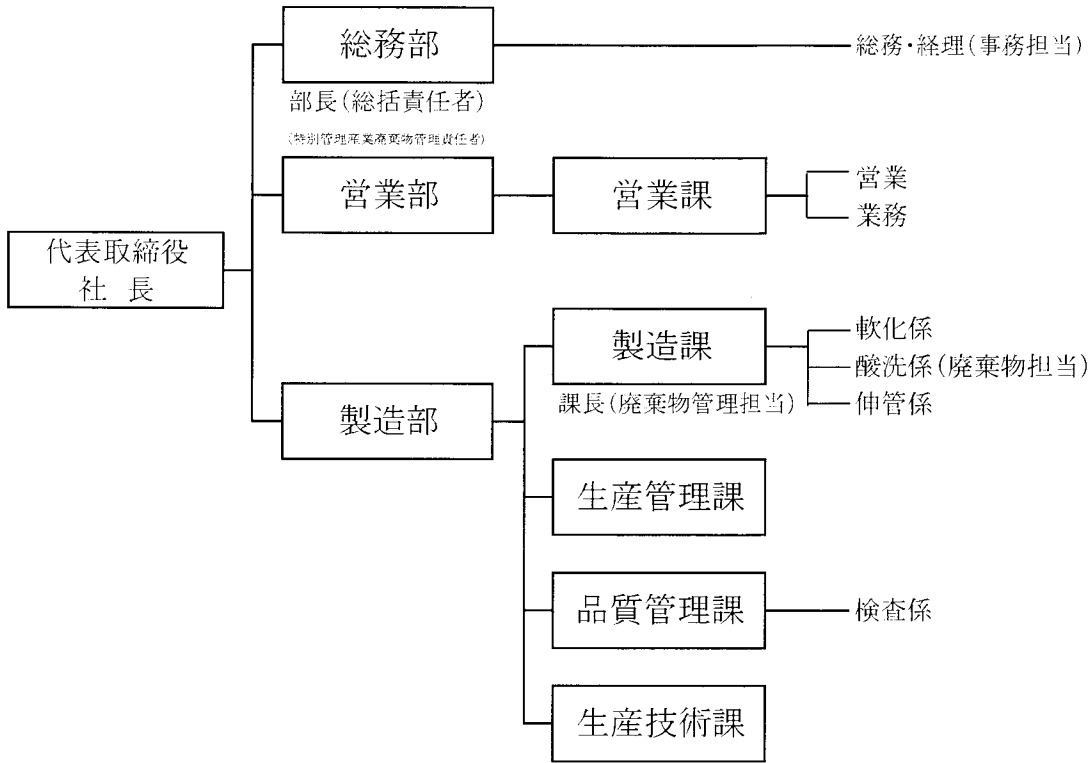 総務部
総務・経理(事務担当)
部長(総括責任者)
(特別管理産業廃棄物管理責任者)
営業部
営業課
営業
業務
代表取締役
社 長
製造部
製造課
課長(廃棄物管理担当)
軟化係
酸洗係(廃棄物担当)
伸管係
生産管理課
品質管理課
検査係
生産技術課